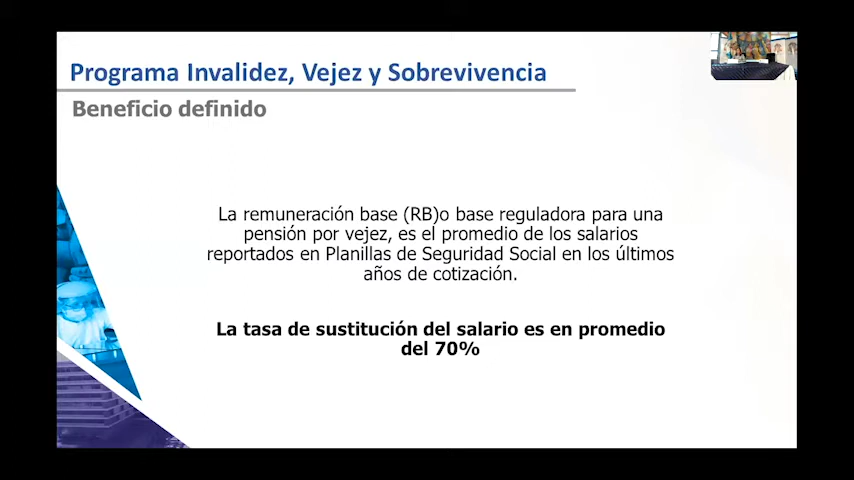 Programa Invalidez, Vejez y Sobrevivencia
Beneficio definido
La remuneración base (RB)o base reguladora para una
pensión por vejez, es el promedio de los salarios
reportados en Planillas de Seguridad Social en los últimos
años de cotización.
La tasa de sustitución del salario es en promedio
del 70%